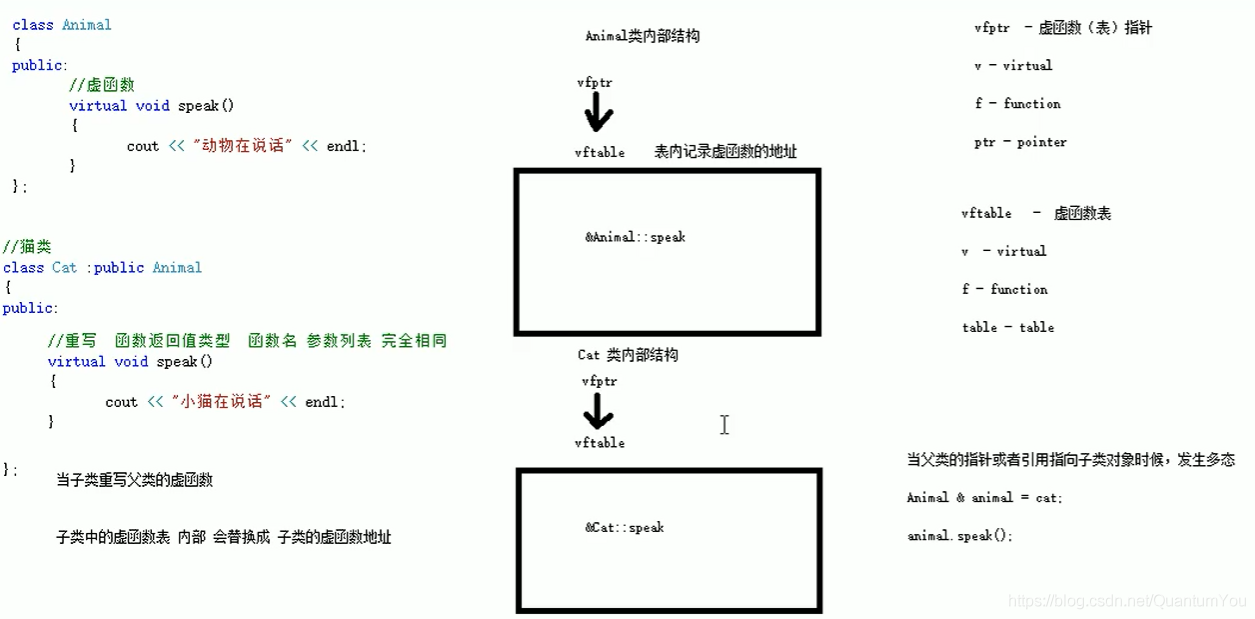 class Animal
{
public:
//虚函数
virtual void speak()
{
cout << "动物在说话" << endl;
}
};
//猫类
class Cat :public Animal
{
public:
//重写 函数返回值类型 函数名 参数列表 完全相同
virtual void speak()
{
cout << "小猫在说话" << endl;
}
};
当子类重写父类的虚函数
子类中的虚函数表 内部 会替换成 子类的虚函数地址
Animal类内部结构
vfptr
vftable 表内记录虚函数的地址
&Animal::speak
Cat 类内部结构
vfptr
vftable
&Cat::speak
vfptr - 虚函数（表）指针
v - virtual
f - function
ptr - pointer
vftable - 虚函数表
v - virtual
f - function
table - table
当父类的指针或者引用指向子类对象时候，发生多态
Animal & animal = cat;
animal.speak();
https://blog.csdn.net/QuantumYou